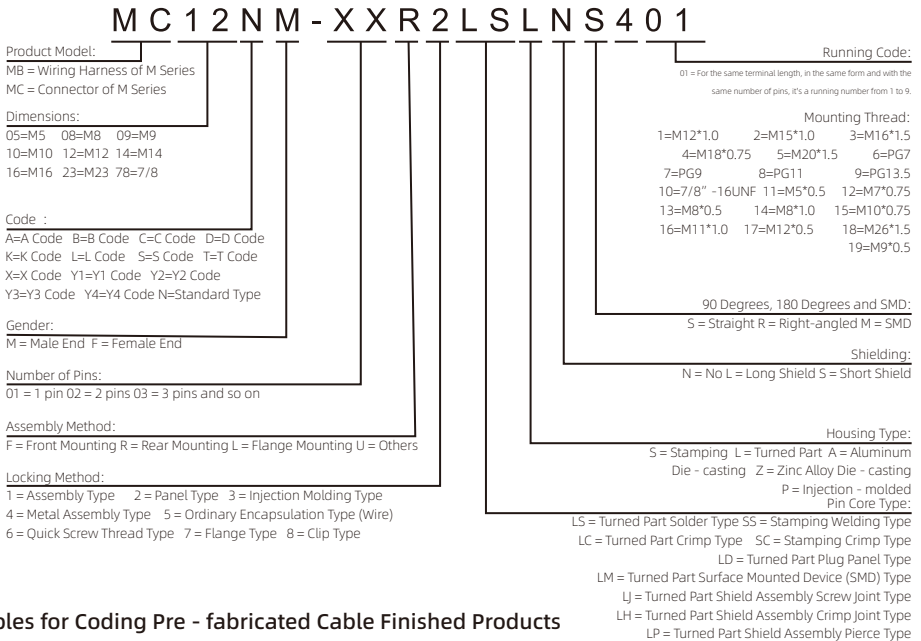 MC12NM-XXR2LSLNS401
Product Model:
MB = Wiring Harness of M Series
MC = Connector of M Series
Dimensions:
05=M5 08=M8 09=M9
10=M10 12=M12 14=M14
16=M16 23=M23 78=7/8
Code :
A=A Code B=B Code C=C Code D=D Code
K=K Code L=L Code S=S Code T=T Code
X=X Code Y1=Y1 Code Y2=Y2 Code
Y3=Y3 Code Y4=Y4 Code N=Standard Type
Gender:
M = Male End F = Female End
Number of Pins:
01 = 1 pin 02 = 2 pins 03 = 3 pins and so on
Assembly Method:
F = Front Mounting R = Rear Mounting L = Flange Mounting U = Others
Locking Method:
1 = Assembly Type 2 = Panel Type 3 = Injection Molding Type
4 = Metal Assembly Type 5 = Ordinary Encapsulation Type (Wire)
6 = Quick Screw Thread Type 7 = Flange Type 8 = Clip Type
Running Code:
01 = For the same terminal length, in the same form and with the
same number of pins, it's a running number from 1 to 9.
Mounting Thread:
1=M12*1.0 2=M15*1.0 3=M16*1.5
4=M18*0.75 5=M20*1.5 6=PG7
7=PG9 8=PG11 9=PG13.5
10=7/8" -16UNF 11=M5*0.5 12=M7*0.75
13=M8*0.5 14=M8*1.0 15=M10*0.75
16=M11*1.0 17=M12*0.5 18=M26*1.5
19=M9*0.5
90 Degrees, 180 Degrees and SMD:
S = Straight R = Right-angled M = SMD
Shielding:
N = No L = Long Shield S = Short Shield
Housing Type:
S = Stamping L = Turned Part A = Aluminum
Die - casting Z = Zinc Alloy Die - casting
P = Injection - molded
Pin Core Type:
LS = Turned Part Solder Type SS = Stamping Welding Type
LC = Turned Part Crimp Type SC = Stamping Crimp Type
LD = Turned Part Plug Panel Type
LM = Turned Part Surface Mounted Device (SMD) Type
LJ = Turned Part Shield Assembly Screw Joint Type
LH = Turned Part Shield Assembly Crimp Joint Type
LP = Turned Part Shield Assembly Pierce Type
for Coding Pre - fabricated Cable Finished Products